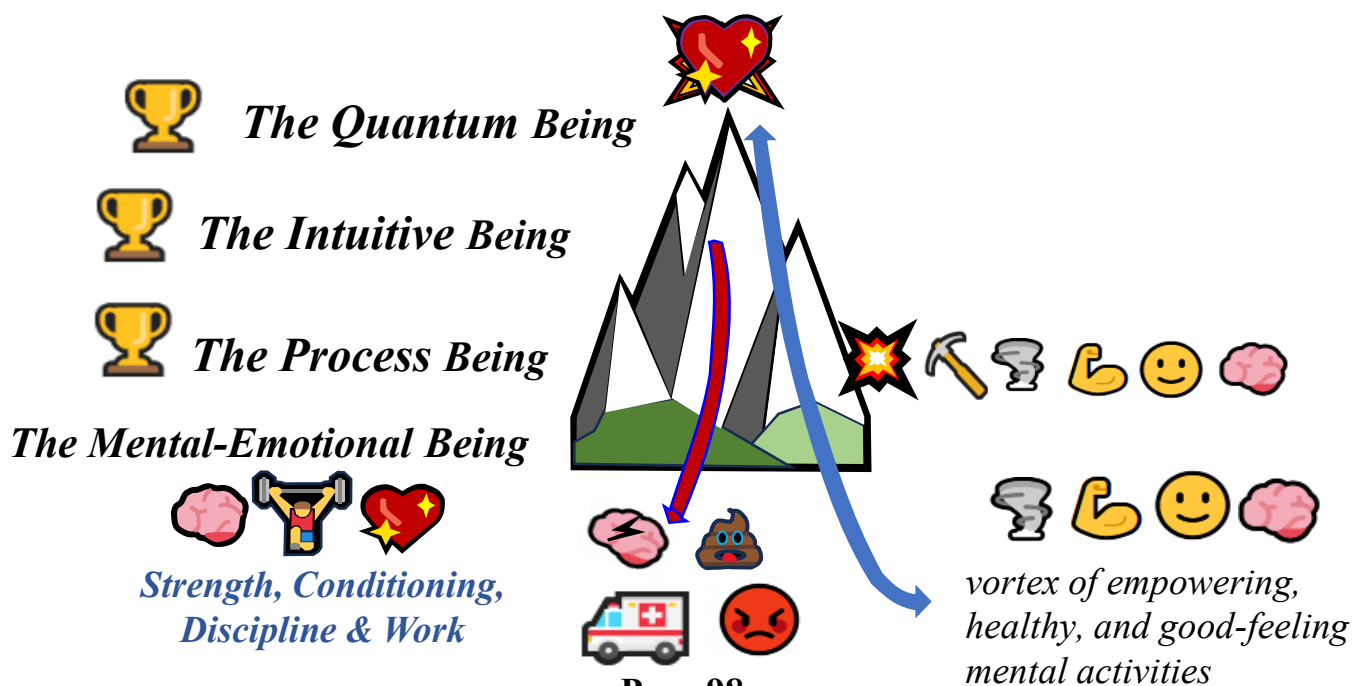 The Quantum Being
The Intuitive Being
The Process Being
The Mental-Emotional Being
Strength, Conditioning,
Discipline & Work
vortex of empowering,
healthy, and good-feeling
mental activities